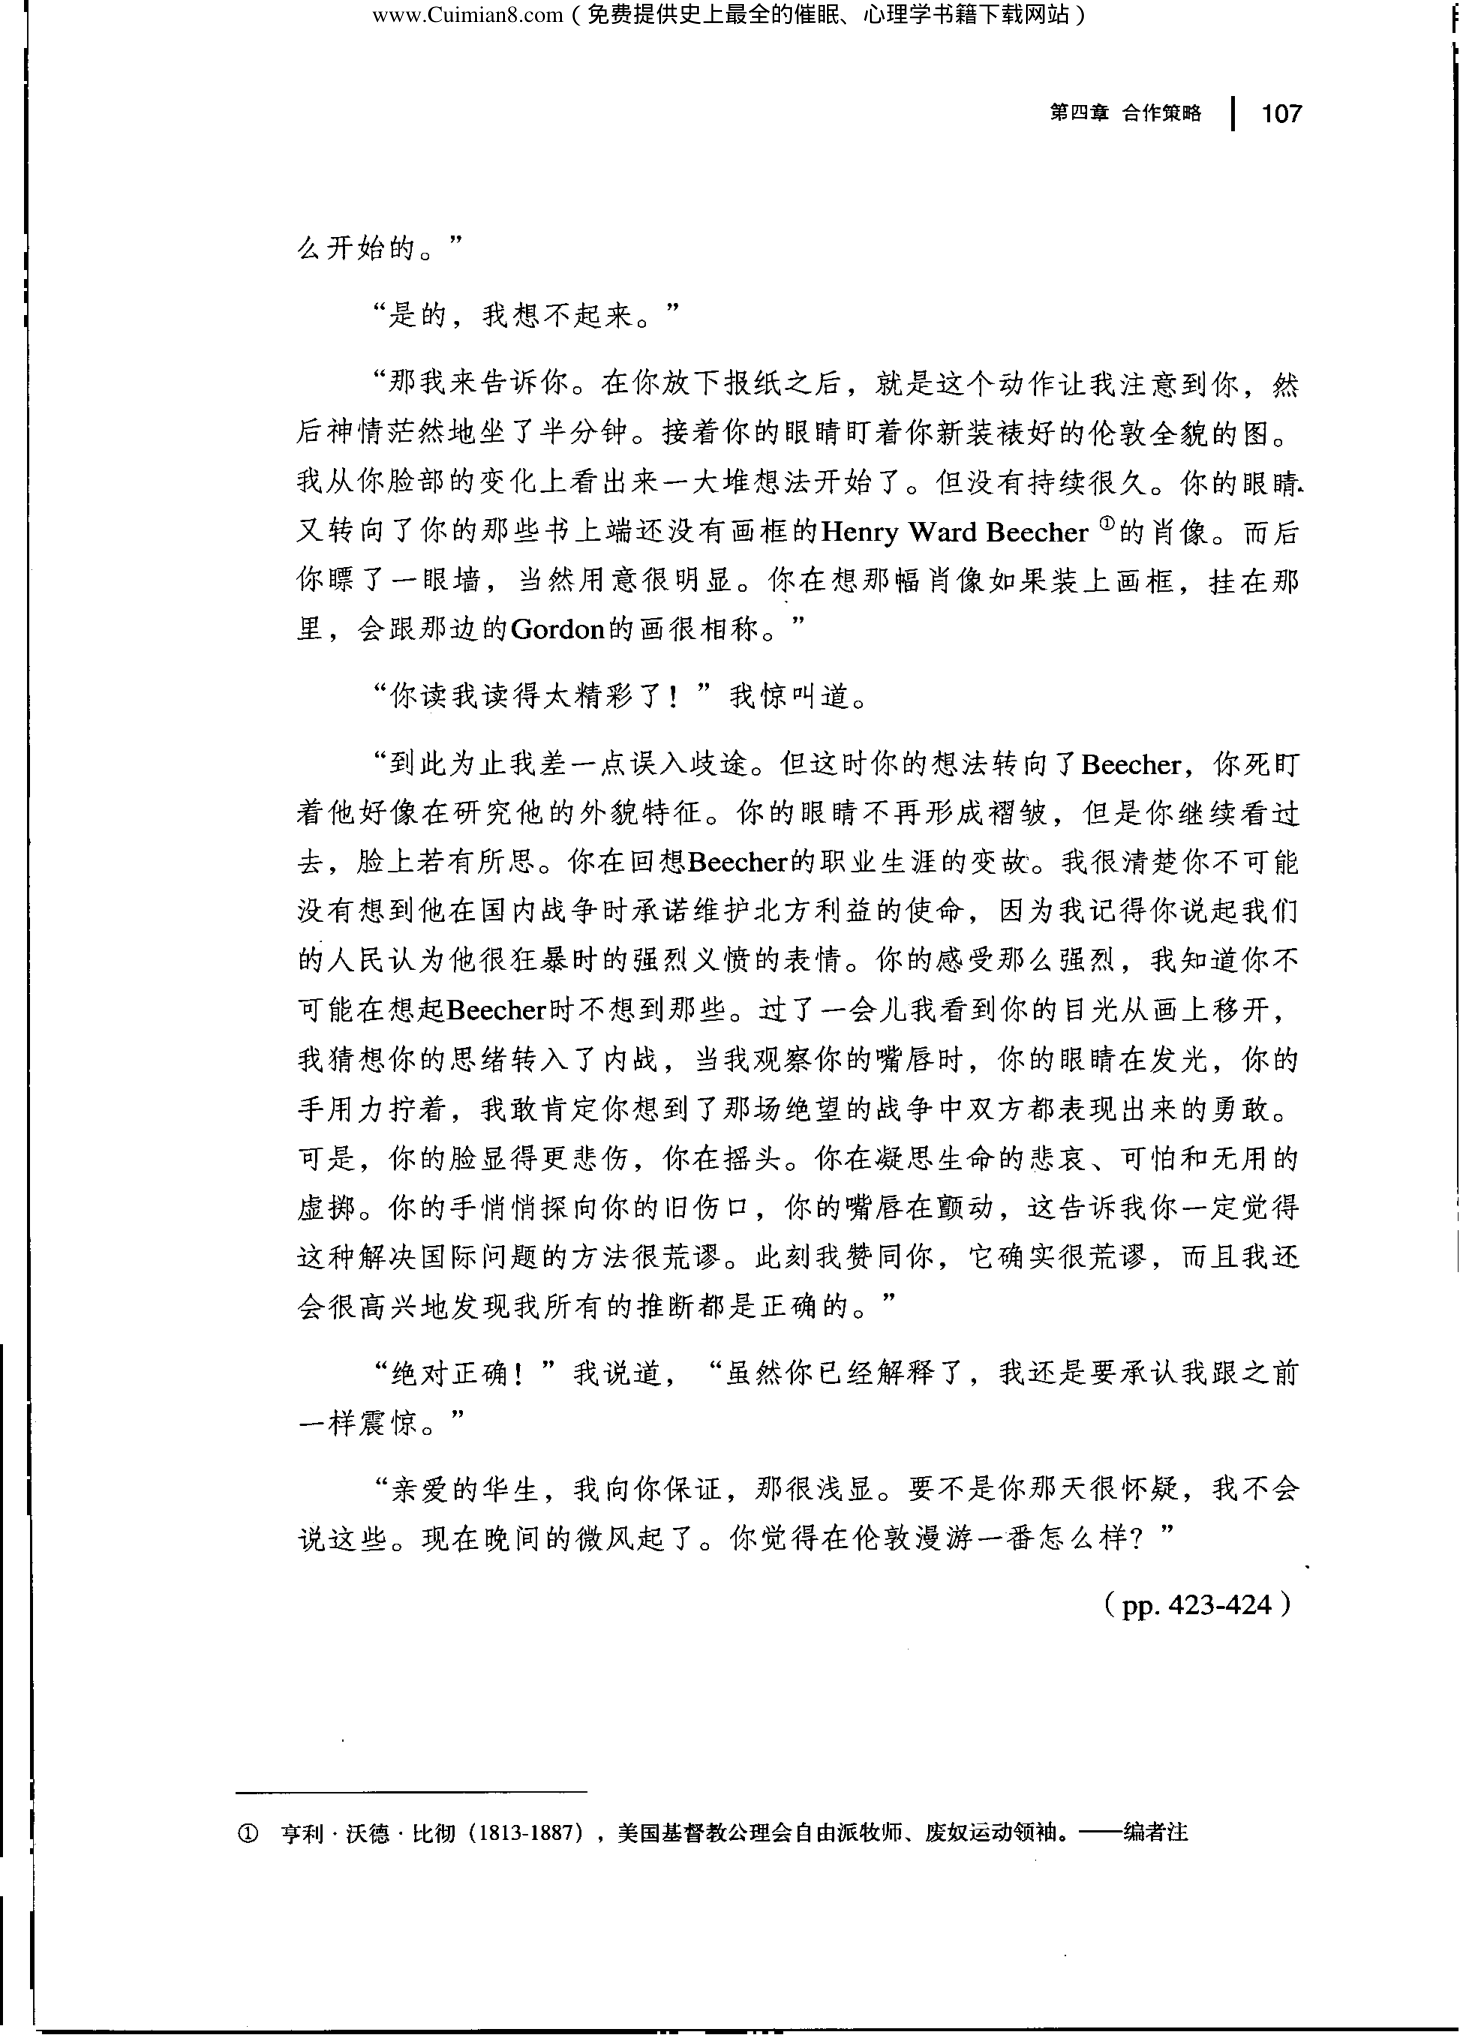 www.Cuimian8.com（免费提供史上最全的催眠、心理学书籍下载网站）
第四章 合作策略 107
么开始的。”
“是的，我想不起来。”
“那我来告诉你。在你放下报纸之后，就是这个动作让我注意到你，然
后神情茫然地坐了半分钟。接着你的眼睛盯着你新装裱好的伦敦全貌的图。
我从你脸部的变化上看出来一大堆想法开始了。但没有持续很久。你的眼睛
又转向了你的那些书上端还没有画框的Henry Ward Beecher ①的肖像。而后
你瞟了一眼墙，当然用意很明显。你在想那幅肖像如果装上画框，挂在那
里，会跟那边的Gordon的画很相称。”
“你读我读得太精彩了！”我惊叫道。
“到此为止我差一点误入歧途。但这时你的想法转向了Beecher，你死盯
着他好像在研究他的外貌特征。你的眼睛不再形成褶皱，但是你继续看过
去，脸上若有所思。你在回想Beecher的职业生涯的变故。我很清楚你不可能
没有想到他在国内战争时承诺维护北方利益的使命，因为我记得你说起我们
的人民认为他很狂暴时的强烈义愤的表情。你的感受那么强烈，我知道你不
可能在想起Beecher时不想到那些。过了一会儿我看到你的目光从画上移开，
我猜想你的思绪转入了内战，当我观察你的嘴唇时，你的眼睛在发光，你的
手用力拧着，我敢肯定你想到了那场绝望的战争中双方都表现出来的勇敢。
可是，你的脸显得更悲伤，你在摇头。你在凝思生命的悲哀、可怕和无用的
虚掷。你的手悄悄探向你的旧伤口，你的嘴唇在颤动，这告诉我你一定觉得
这种解决国际问题的方法很荒谬。此刻我赞同你，它确实很荒谬，而且我还
会很高兴地发现我所有的推断都是正确的。”
“绝对正确！”我说道，“虽然你已经解释了，我还是要承认我跟之前
一样震惊。”
“亲爱的华生，我向你保证，那很浅显。要不是你那天很怀疑，我不会
说这些。现在晚间的微风起了。你觉得在伦敦漫游一番怎么样？”
（pp. 423-424）
① 亨利·沃德·比彻（1813-1887），美国基督教公理会自由派牧师、废奴运动领袖。——编者注